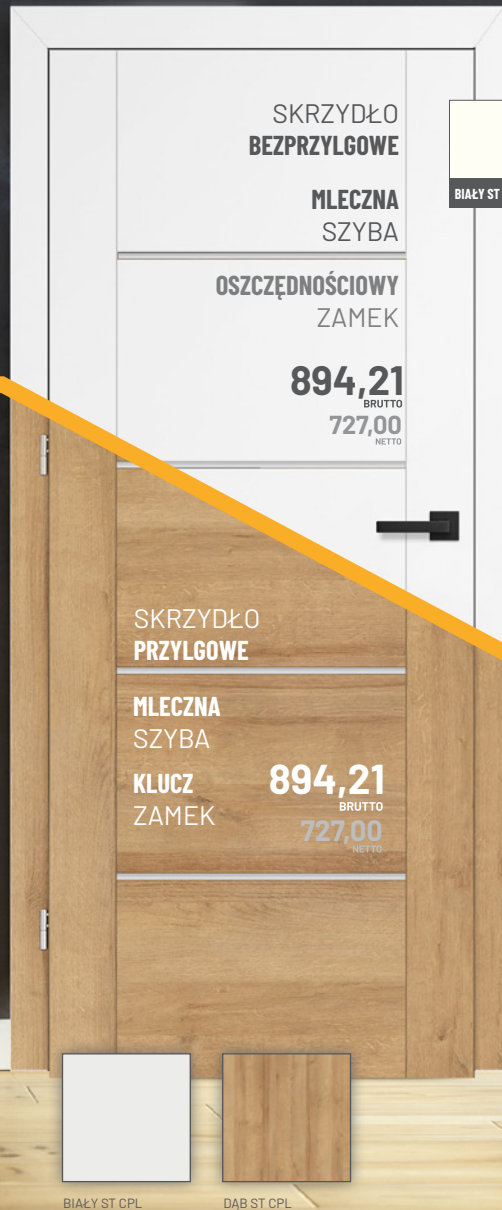 SKRZYDŁO
BEZPRZYLGOWE
MLECZNA
SZYBA
BIAŁY ST
OSZCZĘDNOŚCIOWY
ZAMEK
894,21
BRUTTO
727,00
NETTO
SKRZYDŁO
PRZYLGOWE
MLECZNA
SZYBA
KLUCZ
ZAMEK
894,21
BRUTTO
727,00
NETTO
BIAŁY ST CPL
DĄB ST CPL